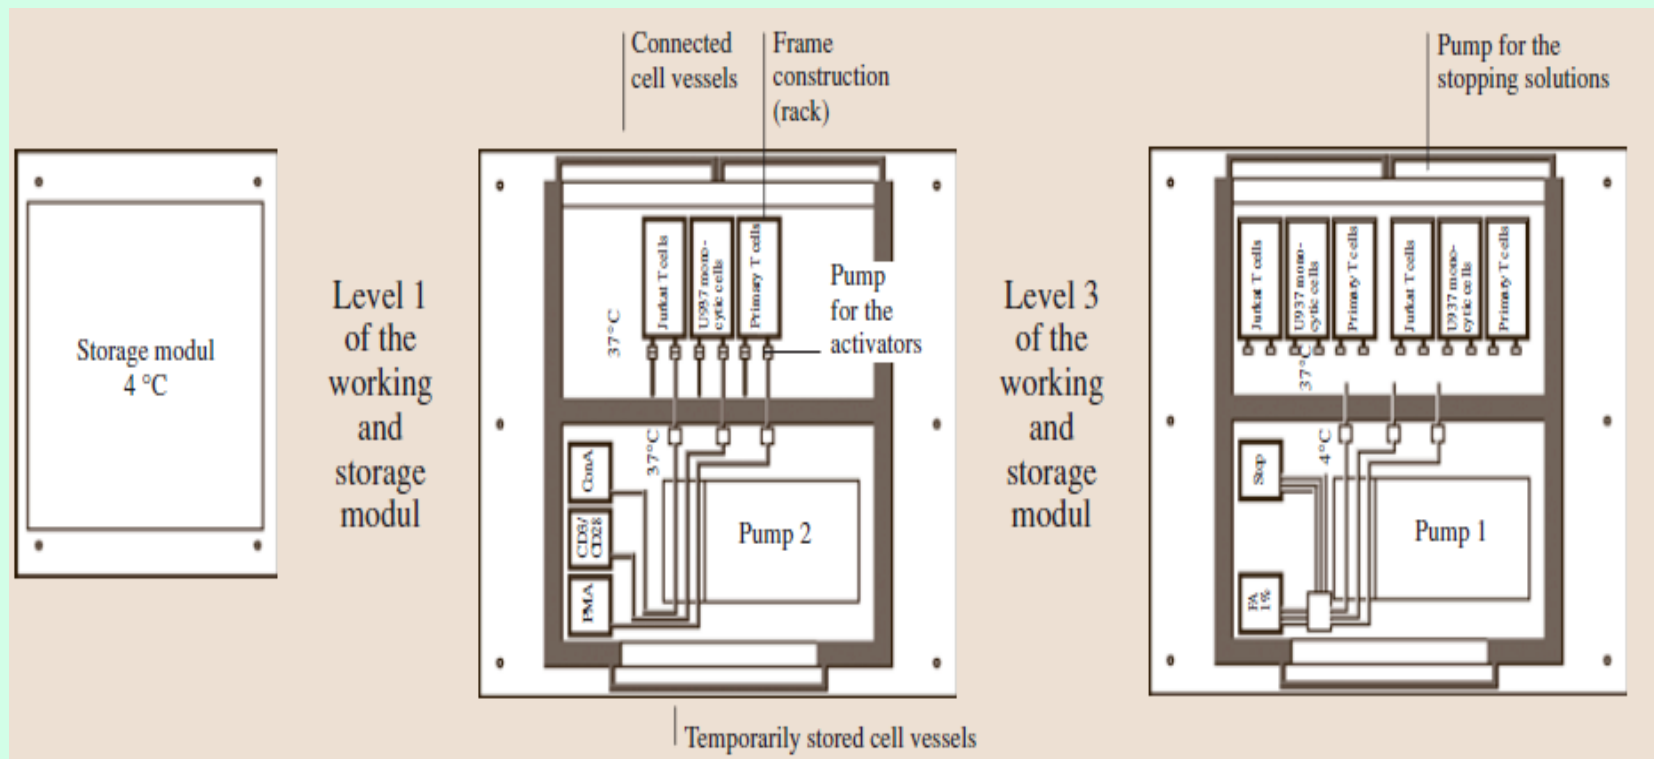 Connected
cell vessels
Frame
construction
(rack)
Pump for the
stopping solutions
Storage modul
4 °C
Level 1
of the
working
and
storage
modul
37°C
Jurkat T cells
U937 mono-
cytic cells
Primary T cells
Pump
for the
activators
37°C
ConA
CD3/
CD28
PMA
Pump 2
Temporarily stored cell vessels
Level 3
of the
working
and
storage
modul
Jurkat T cells
U937 mono-
cytic cells
Primary T cells
Jurkat T cells
U937 mono-
cytic cells
Primary T cells
37°C
4°C
Stop
FA
1%
Pump 1